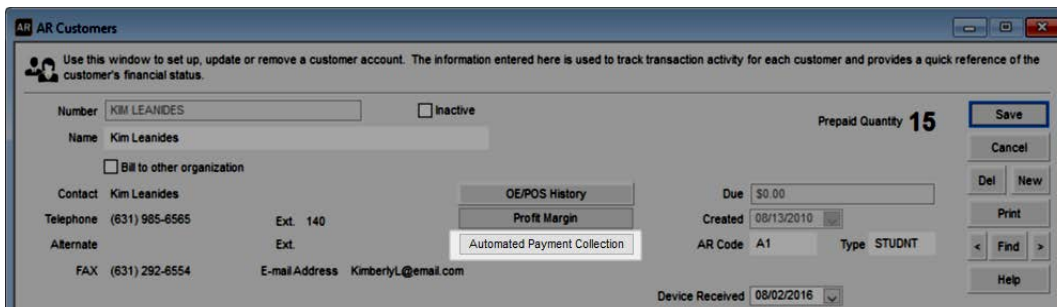 AR AR Customers
Use this window to set up, update or remove a customer account. The information entered here is used to track transaction activity for each customer and provides a quick reference of the
customer's financial status.
Number KIM LEANIDES Inactive Prepaid Quantity 15 Save
Name Kim Leanides Cancel
Bill to other organization Del New
Contact Kim Leanides OE/POS History Due $0.00
Telephone (631) 985-6565 Ext. 140 Profit Margin Created 08/13/2010 Print
Alternate Ext. Automated Payment Collection AR Code A1 Type STUDNT < Find >
FAX (631) 292-6554 E-mail Address KimberlyL@email.com Help
Device Received 08/02/2016